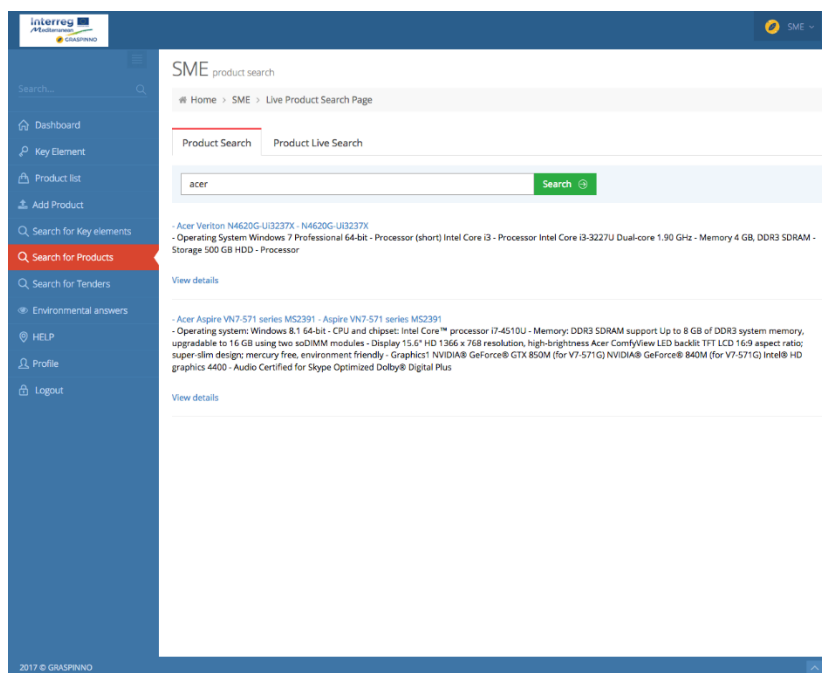 Interreg
Mediterranean
GRASPINNO
SME
Search...
Dashboard
Key Element
Product list
Add Product
Search for Key elements
Search for Products
Search for Tenders
Environmental answers
HELP
Profile
Logout
SME product search
Home > SME > Live Product Search Page
Product Search Product Live Search
acer Search
- Acer Veriton N4620G-Ui3237X - N4620G-Ui3237X
- Operating System Windows 7 Professional 64-bit - Processor (short) Intel Core i3 - Processor Intel Core i3-3227U Dual-core 1.90 GHz - Memory 4 GB, DDR3 SDRAM -
Storage 500 GB HDD - Processor
View details
- Acer Aspire VN7-571 series MS2391 - Aspire VN7-571 series MS2391
- Operating system: Windows 8.1 64-bit - CPU and chipset: Intel Core™ processor i7-4510U - Memory: DDR3 SDRAM support Up to 8 GB of DDR3 system memory,
upgradable to 16 GB using two soDIMM modules - Display 15.6" HD 1366 x 768 resolution, high-brightness Acer ComfyView LED backlit TFT LCD 16:9 aspect ratio;
super-slim design; mercury free, environment friendly - Graphics1 NVIDIA® GeForce® GTX 850M (for V7-571G) NVIDIA® GeForce® 840M (for V7-571G) Intel® HD
graphics 4400 - Audio Certified for Skype Optimized Dolby® Digital Plus
View details
2017 © GRASPINNO